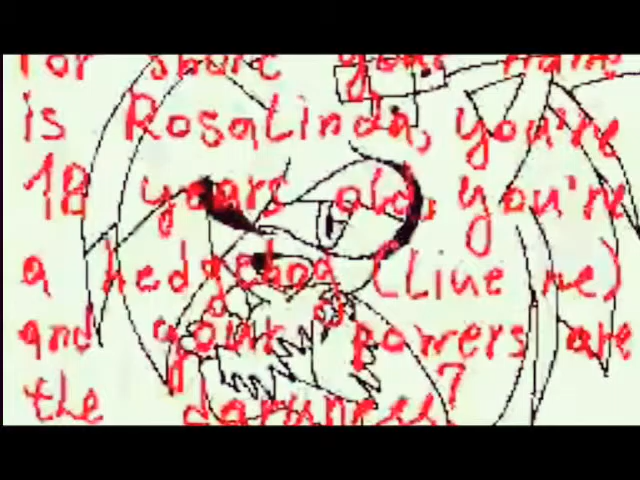 For short your name
is Rosalinda, you're
18 years old, you're
a hedgehog (Like me)
and your powers are
the darkness?